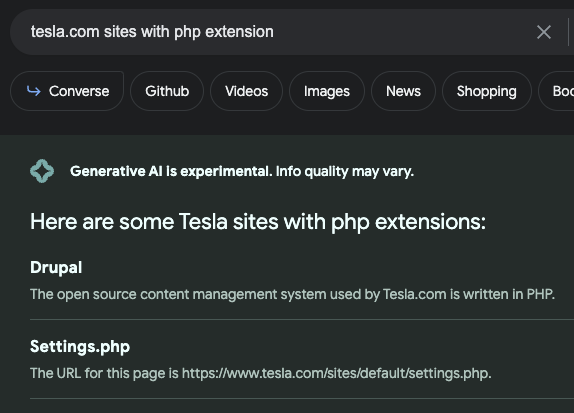 tesla.com sites with php extension
Converse Github Videos Images News Shopping Boo
Generative AI is experimental. Info quality may vary.
Here are some Tesla sites with php extensions:
Drupal
The open source content management system used by Tesla.com is written in PHP.
Settings.php
The URL for this page is https://www.tesla.com/sites/default/settings.php.